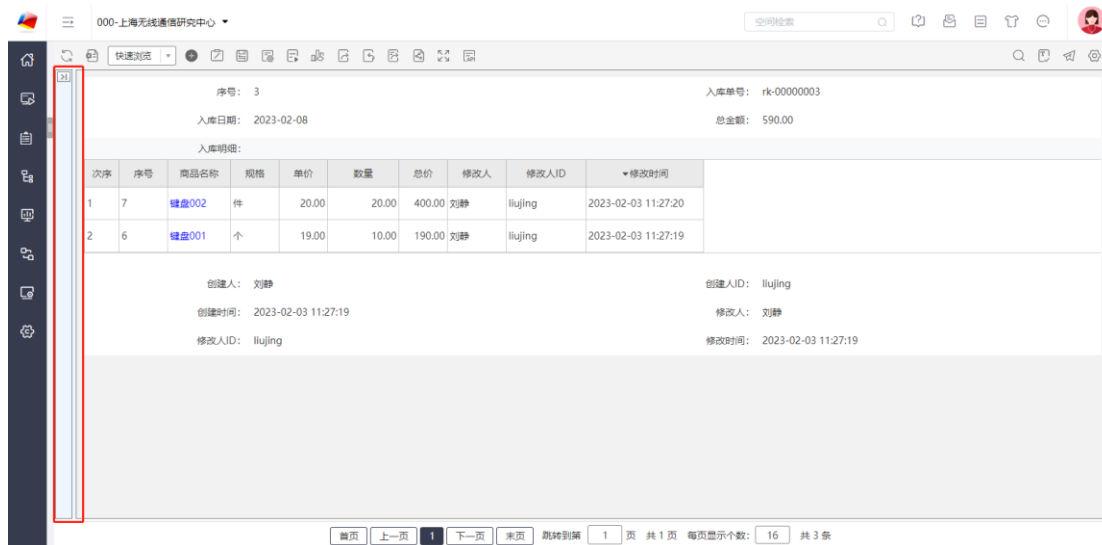 000-上海无线通信研究中心 ▼ 空间检索
快速浏览
序号： 3 入库单号： rk-00000003
入库日期： 2023-02-08 总金额： 590.00
入库明细：
次序 序号 商品名称 规格 单价 数量 总价 修改人 修改人ID ▼修改时间
1 7 键盘002 件 20.00 20.00 400.00 刘静 liujing 2023-02-03 11:27:20
2 6 键盘001 个 19.00 10.00 190.00 刘静 liujing 2023-02-03 11:27:19
创建人： 刘静 创建人ID： liujing
创建时间： 2023-02-03 11:27:19 修改人： 刘静
修改人ID： liujing 修改时间： 2023-02-03 11:27:19
首页 上一页 1 下一页 末页 跳转到第 1 页 共1页 每页显示个数： 16 共3条